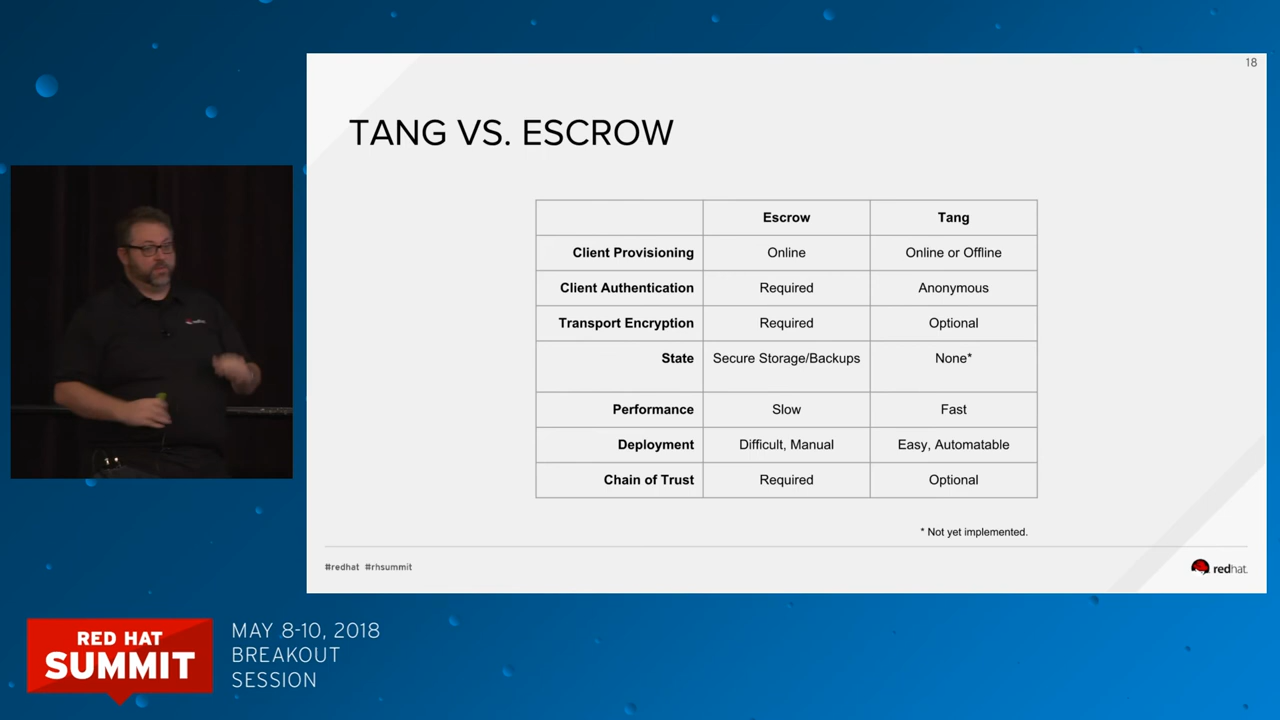 18
TANG VS. ESCROW
Escrow Tang
Client Provisioning Online Online or Offline
Client Authentication Required Anonymous
Transport Encryption Required Optional
State Secure Storage/Backups None*
Performance Slow Fast
Deployment Difficult, Manual Easy, Automatable
Chain of Trust Required Optional
* Not yet implemented.
#redhat #rhsummit
redhat.
RED HAT
SUMMIT
MAY 8-10, 2018
BREAKOUT
SESSION